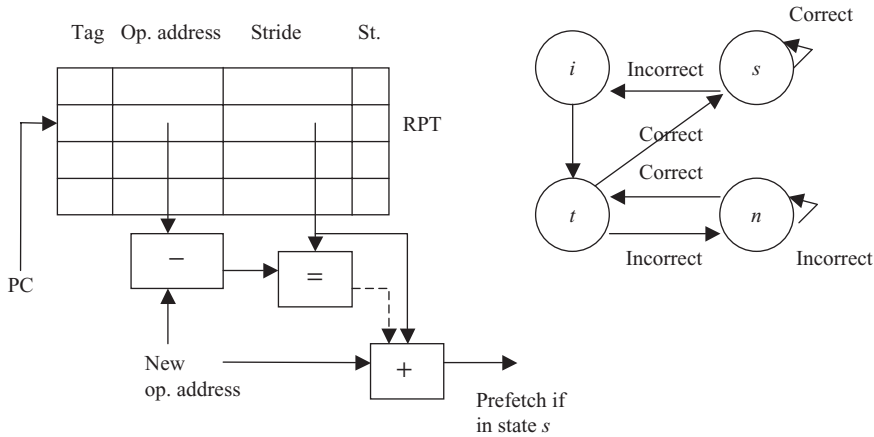 Tag Op. address Stride St.
RPT
PC
−
=
New
op. address
+
Prefetch if
in state s
i
s
Correct
Incorrect
Correct
Correct
t
n
Incorrect
Incorrect